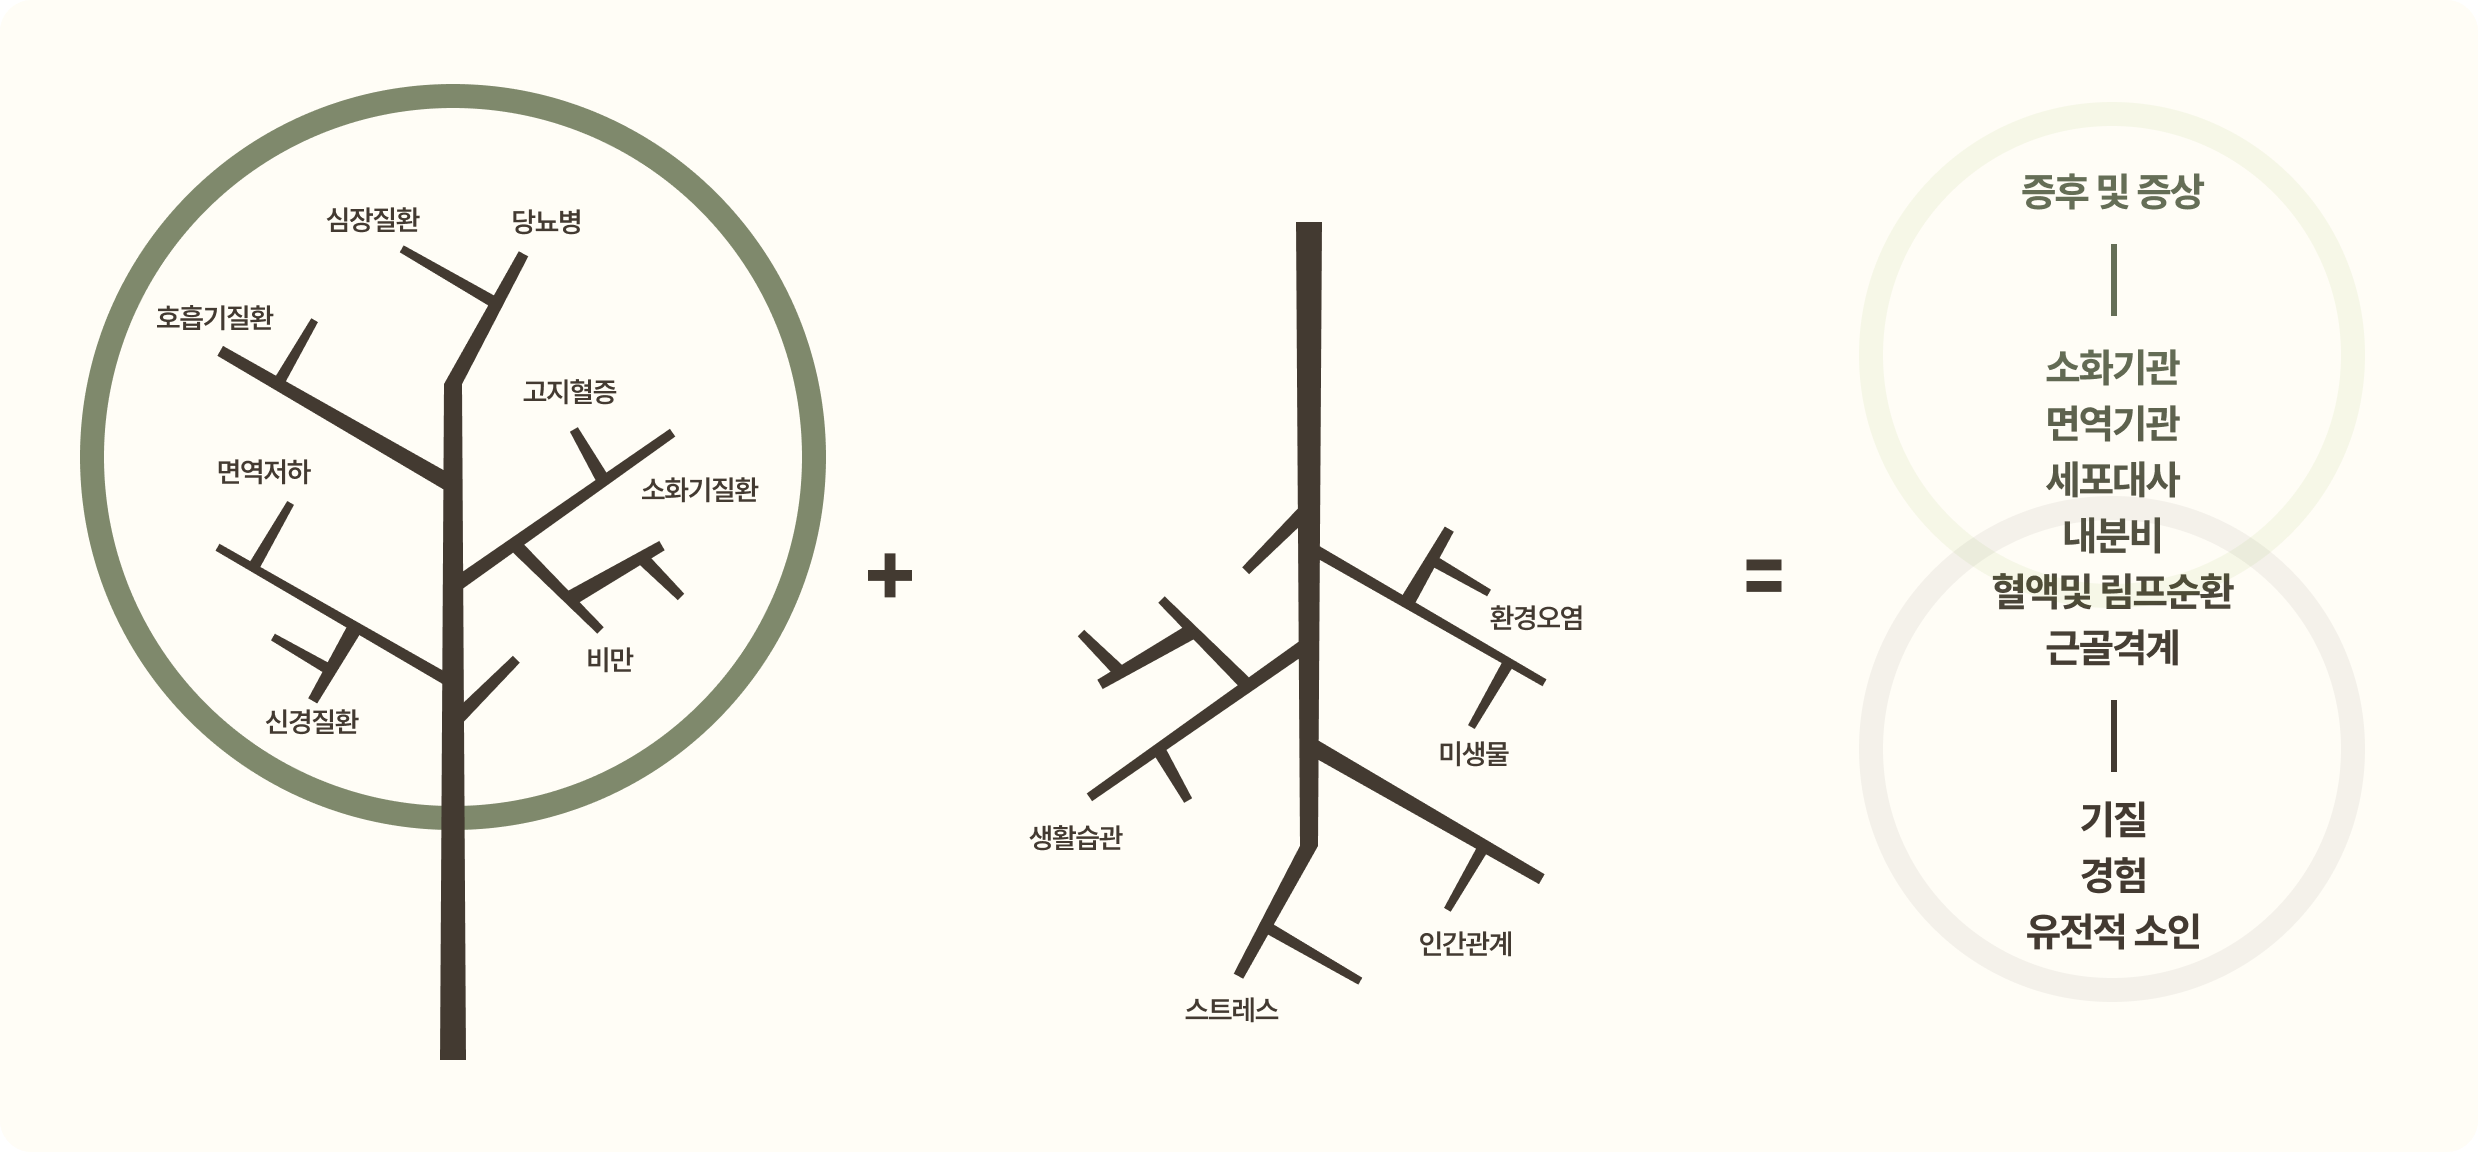 심장질환
당뇨병
호흡기질환
고지혈증
면역저하
소화기질환
비만
신경질환
+
환경오염
미생물
생활습관
인간관계
스트레스
=
증후 및 증상
소화기관
면역기관
세포대사
내분비
혈액및 림프순환
근골격계
기질
경험
유전적 소인